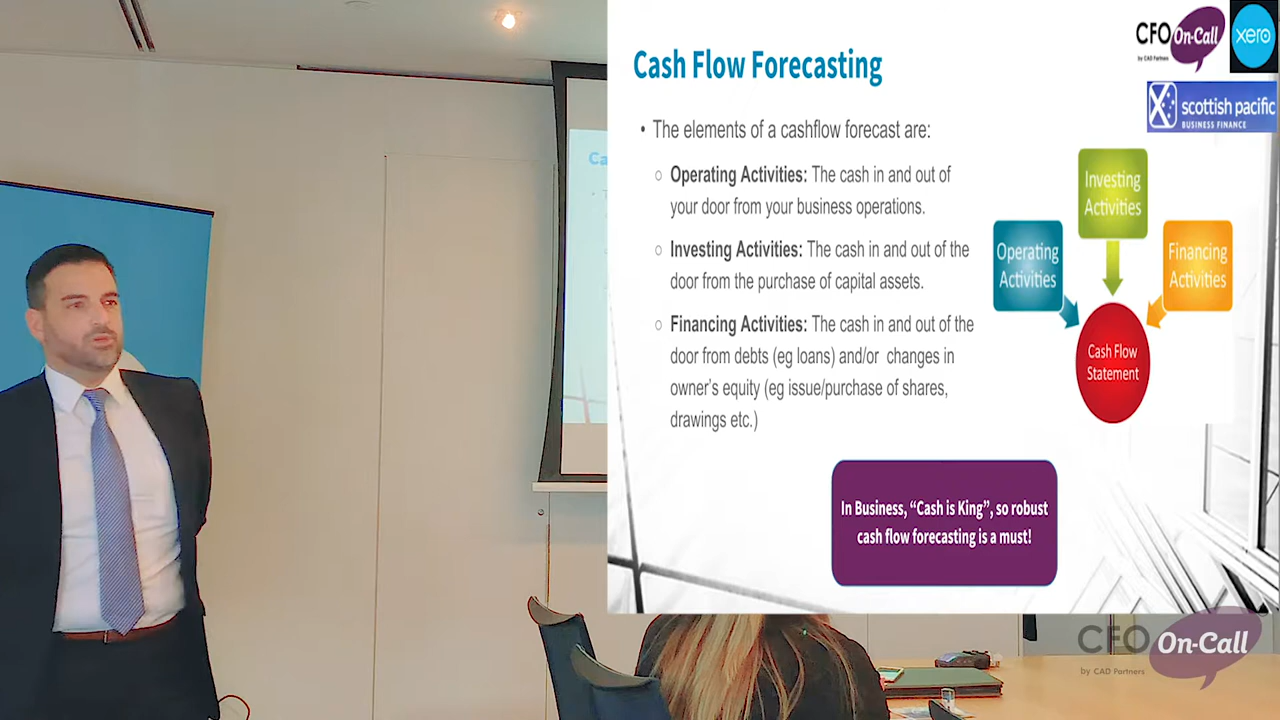 CFO On-Call
by CAD Partners
xero
scottish pacific
BUSINESS FINANCE
Cash Flow Forecasting
• The elements of a cashflow forecast are:
○ Operating Activities: The cash in and out of
your door from your business operations.
○ Investing Activities: The cash in and out of the
door from the purchase of capital assets.
○ Financing Activities: The cash in and out of the
door from debts (eg loans) and/or changes in
owner's equity (eg issue/purchase of shares,
drawings etc.)
Investing
Activities
Operating
Activities
Financing
Activities
Cash Flow
Statement
In Business, “Cash is King”, so robust
cash flow forecasting is a must!
Ca
CFO On-Call
by CAD Partners